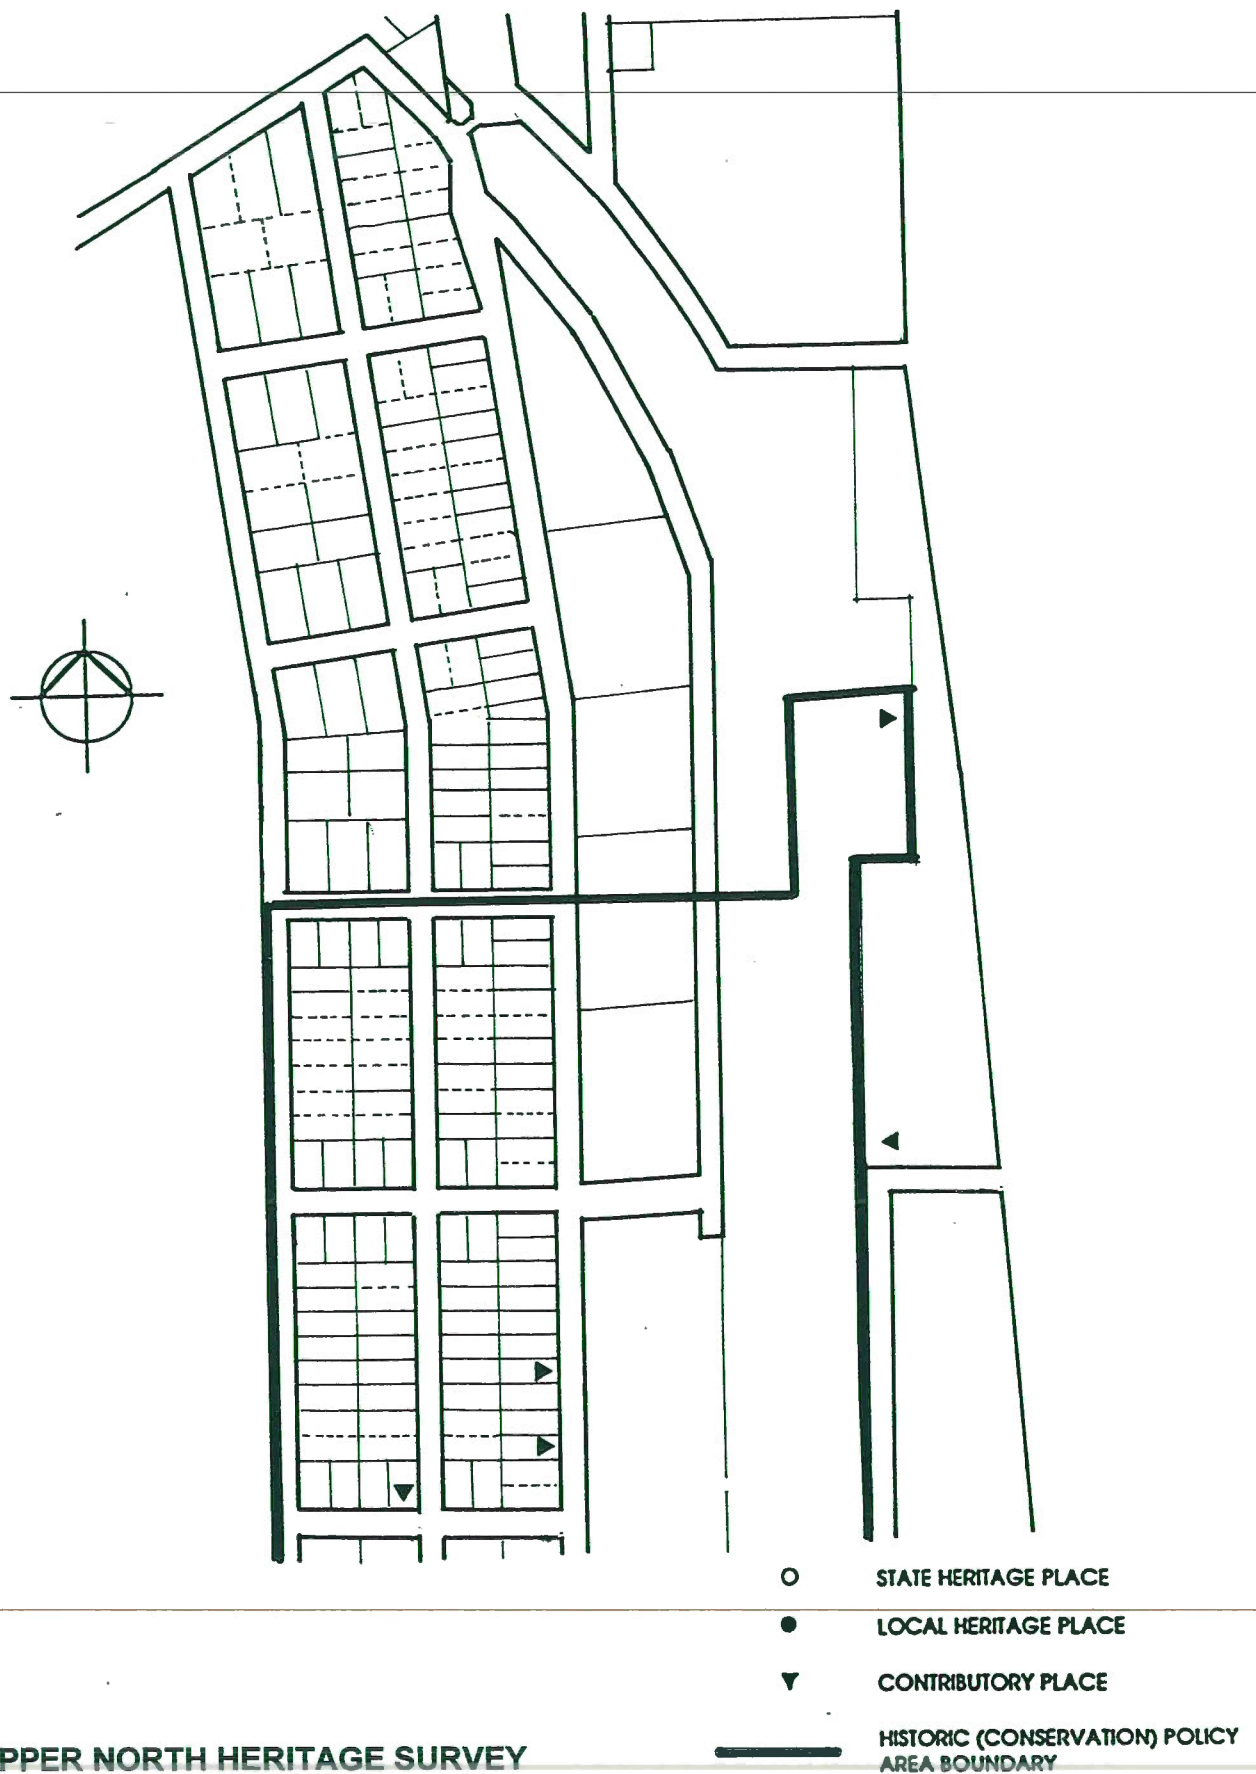 STATE HERITAGE PLACE
LOCAL HERITAGE PLACE
CONTRIBUTORY PLACE
HISTORIC (CONSERVATION) POLICY
AREA BOUNDARY
PPER NORTH HERITAGE SURVEY